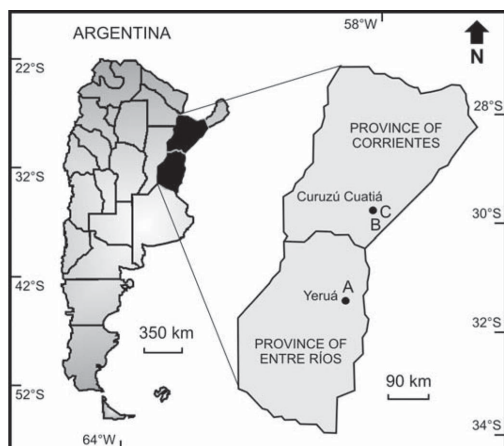 58°W
ARGENTINA
N
22°S
28°S
PROVINCE OF
CORRIENTES
32°S
Curuzú Cuatiá
C
B
30°S
42°S
Yeruá
A
350 km
32°S
PROVINCE OF
ENTRE RÍOS
90 km
52°S
34°S
64°W